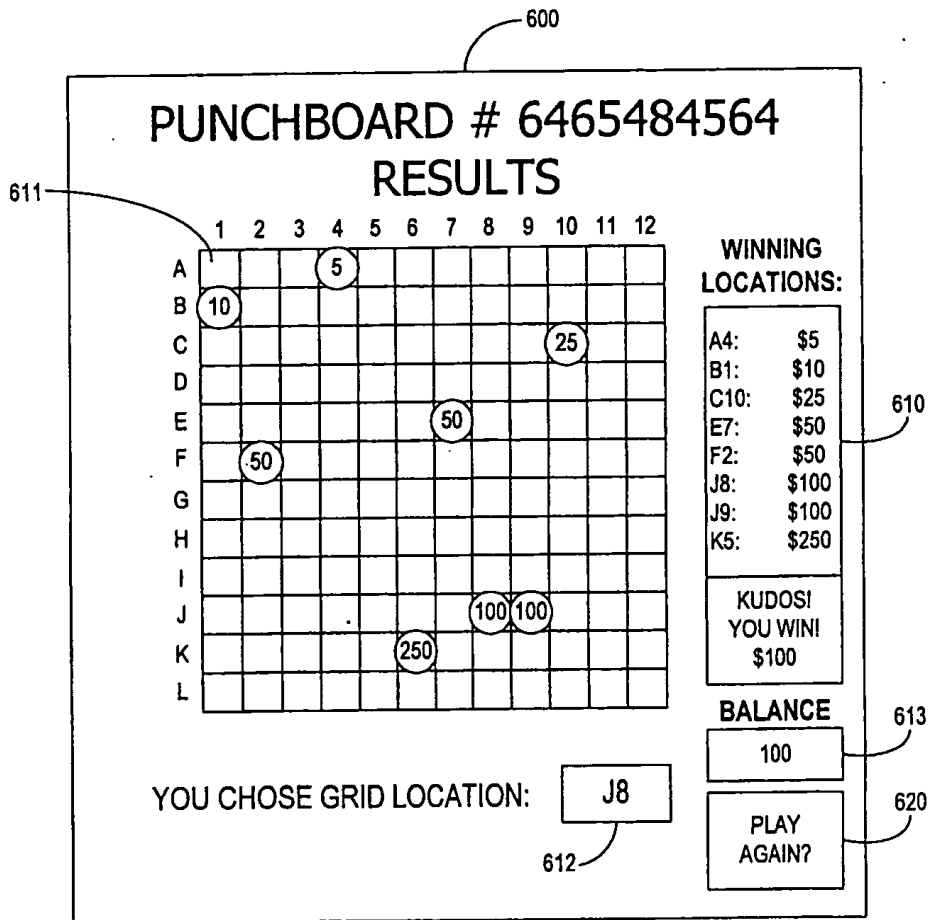 600
PUNCHBOARD # 6465484564
RESULTS
611
1 2 3 4 5 6 7 8 9 10 11 12
A 5
B 10
C 25
D
E 50
F 50
G
H
I
J 100 100
K 250
L
WINNING
LOCATIONS:
A4: $5
B1: $10
C10: $25
E7: $50
F2: $50
J8: $100
J9: $100
K5: $250
610
KUDOS!
YOU WIN!
$100
BALANCE
100
613
YOU CHOSE GRID LOCATION: J8
612
PLAY
AGAIN?
620